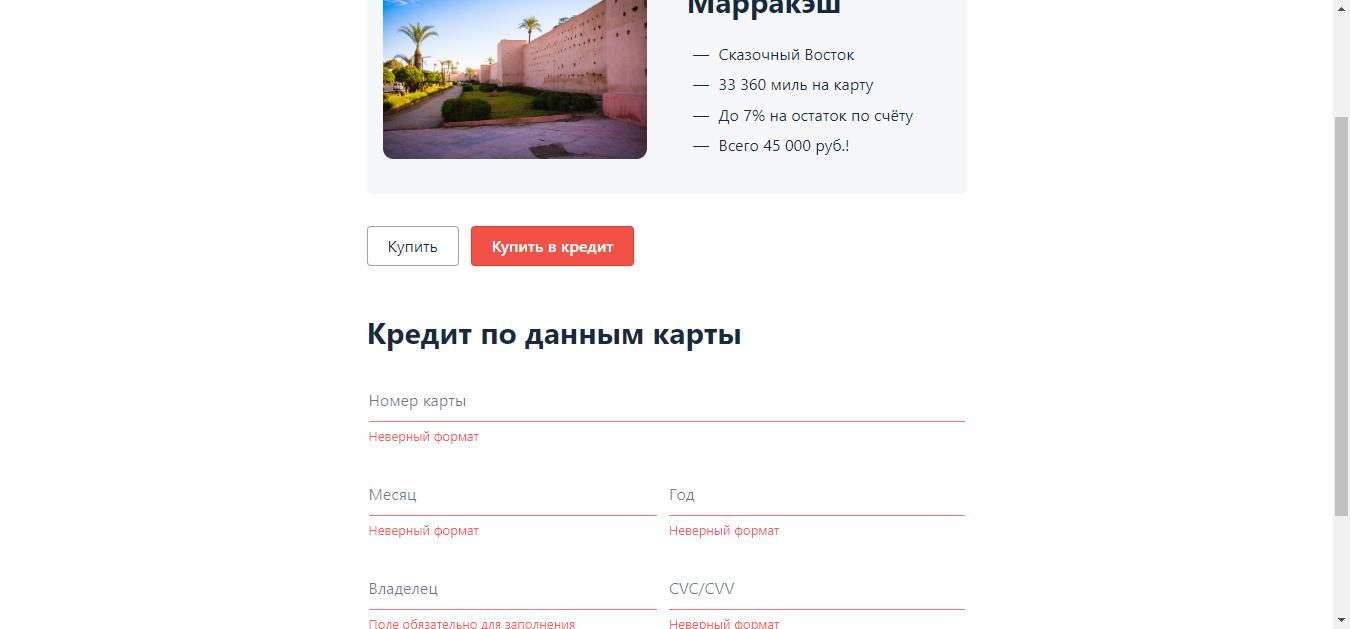 Марракэш
— Сказочный Восток
— 33 360 миль на карту
— До 7% на остаток по счёту
— Всего 45 000 руб.!
Купить
Купить в кредит
Кредит по данным карты
Номер карты
Неверный формат
Месяц
Год
Неверный формат
Неверный формат
Владелец
CVC/CVV
Поле обязательно для заполнения
Неверный формат